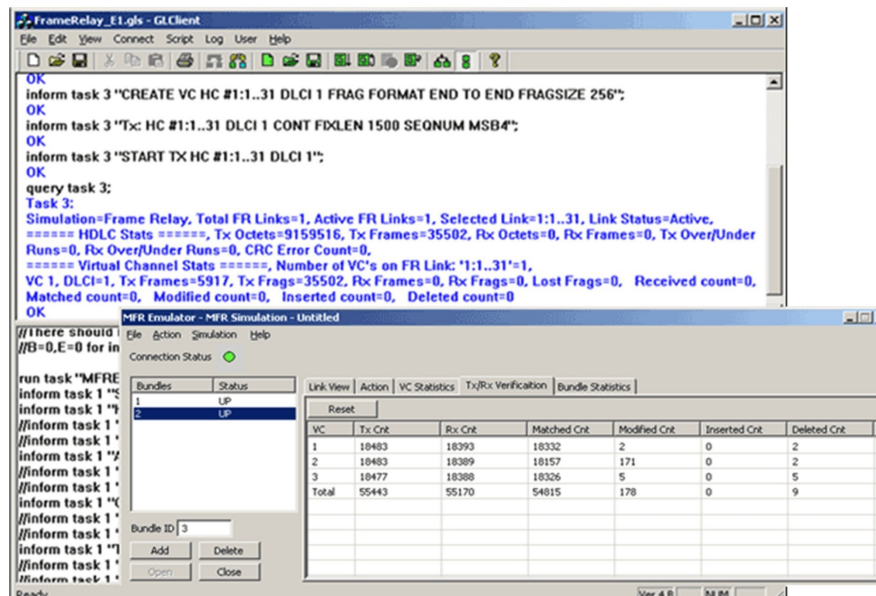 FrameRelay_E1.gls - GLClient
File Edit View Connect Script Log User Help
OK
inform task 3 "CREATE VC HC #1:1..31 DLCI 1 FRAG FORMAT END TO END FRAGSIZE 256";
OK
inform task 3 "Tx: HC #1:1..31 DLCI 1 CONT FIXLEN 1500 SEQNUM MSB4";
OK
inform task 3 "START TX HC #1:1..31 DLCI 1";
OK
query task 3;
Task 3:
Simulation=Frame Relay, Total FR Links=1, Active FR Links=1, Selected Link=1:1..31, Link Status=Active,
====== HDLC Stats ======, Tx Octets=9159516, Tx Frames=35502, Rx Octets=0, Rx Frames=0, Tx Over/Under
Runs=0, Rx Over/Under Runs=0, CRC Error Count=0,
====== Virtual Channel Stats ======, Number of VC's on FR Link: '1:1..31'=1,
VC 1, DLCI=1, Tx Frames=5917, Tx Frags=35502, Rx Frames=0, Rx Frags=0, Lost Frags=0, Received count=0,
Matched count=0, Modified count=0, Inserted count=0, Deleted count=0
OK
//There should
//B=0,E=0 for in
run task "MFRE
inform task 1 "S
inform task 1 "H
//inform task 1 "
//inform task 1 "
inform task 1 "A
//inform task 1 "
//inform task 1 "
inform task 1 "C
//inform task 1 "
//inform task 1 "
inform task 1 "T
//inform task 1 "
//inform task 1 "
Ready
MFR Emulator - MFR Simulation - Untitled
File Action Simulation Help
Connection Status
Bundles Status
1 UP
2 UP
Bundle ID 3
Add Delete
Open Close
Link View Action VC Statistics Tx/Rx Verificaition Bundle Statistics
Reset
VC Tx Cnt Rx Cnt Matched Cnt Modified Cnt Inserted Cnt Deleted Cnt
1 18483 18393 18332 2 0 2
2 18483 18389 18157 171 0 2
3 18477 18388 18326 5 0 5
Total 55443 55170 54815 178 0 9
Ver 4.8 NUM